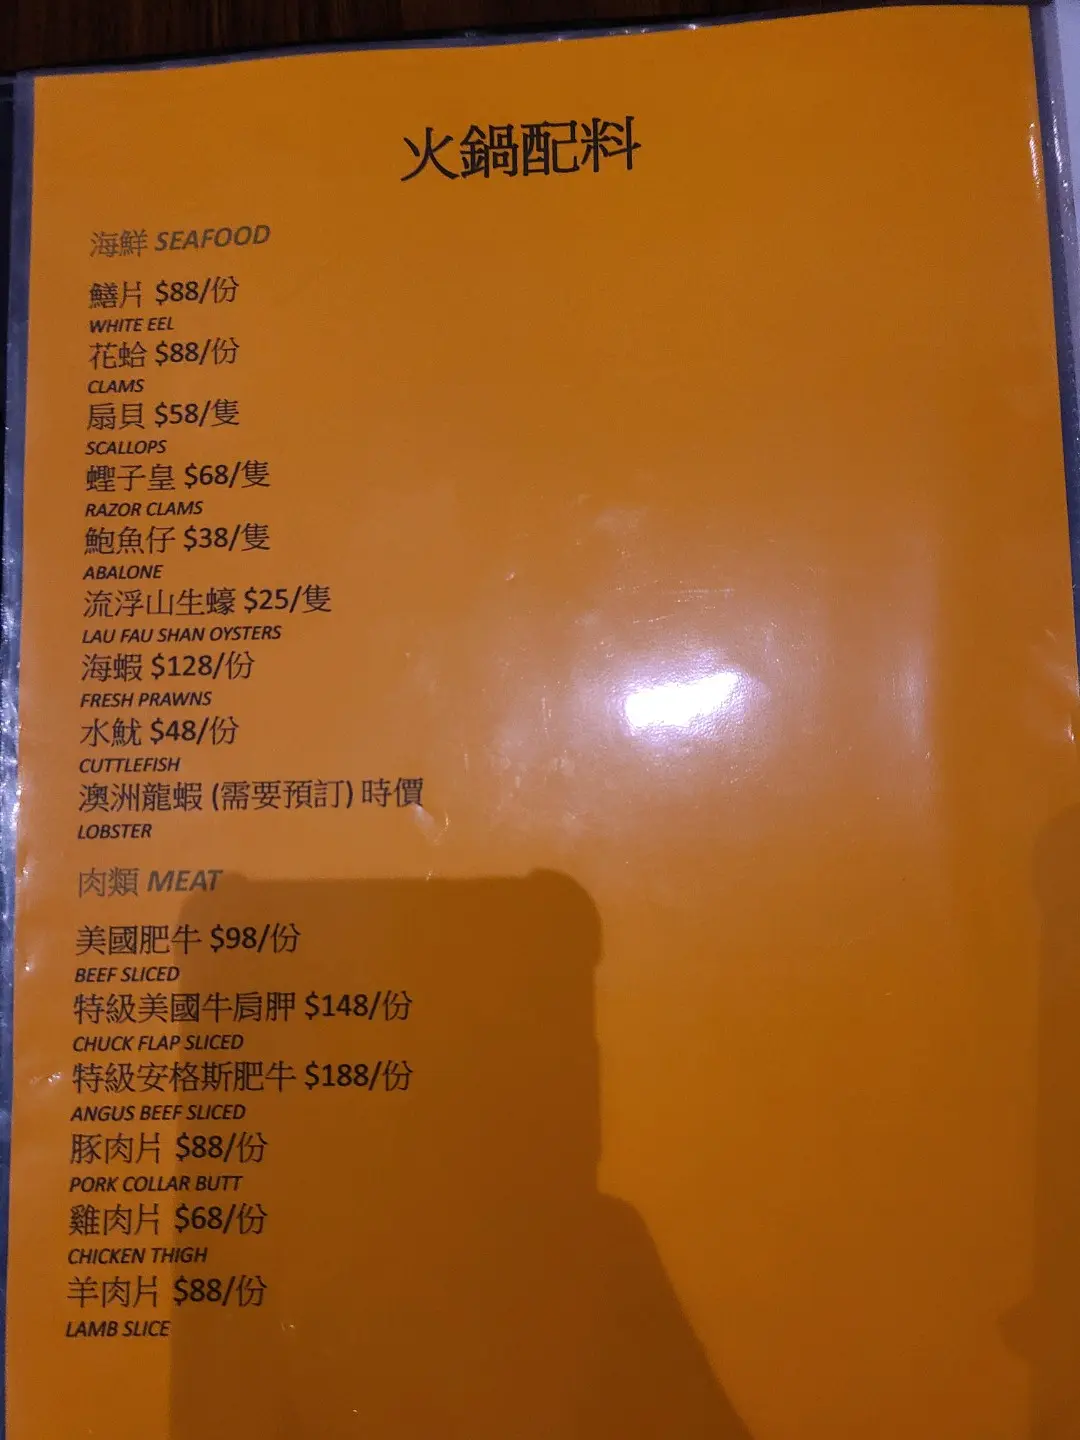 火鍋配料
海鮮 SEAFOOD
鱔片 $88/份
WHITE EEL
花蛤 $88/份
CLAMS
扇貝 $58/隻
SCALLOPS
蟶子皇 $68/隻
RAZOR CLAMS
鮑魚仔 $38/隻
ABALONE
流浮山生蠔 $25/隻
LAU FAU SHAN OYSTERS
海蝦 $128/份
FRESH PRAWNS
水魷 $48/份
CUTTLEFISH
澳洲龍蝦 (需要預訂) 時價
LOBSTER
肉類 MEAT
美國肥牛 $98/份
BEEF SLICED
特級美國牛肩胛 $148/份
CHUCK FLAP SLICED
特級安格斯肥牛 $188/份
ANGUS BEEF SLICED
豚肉片 $88/份
PORK COLLAR BUTT
雞肉片 $68/份
CHICKEN THIGH
羊肉片 $88/份
LAMB SLICE